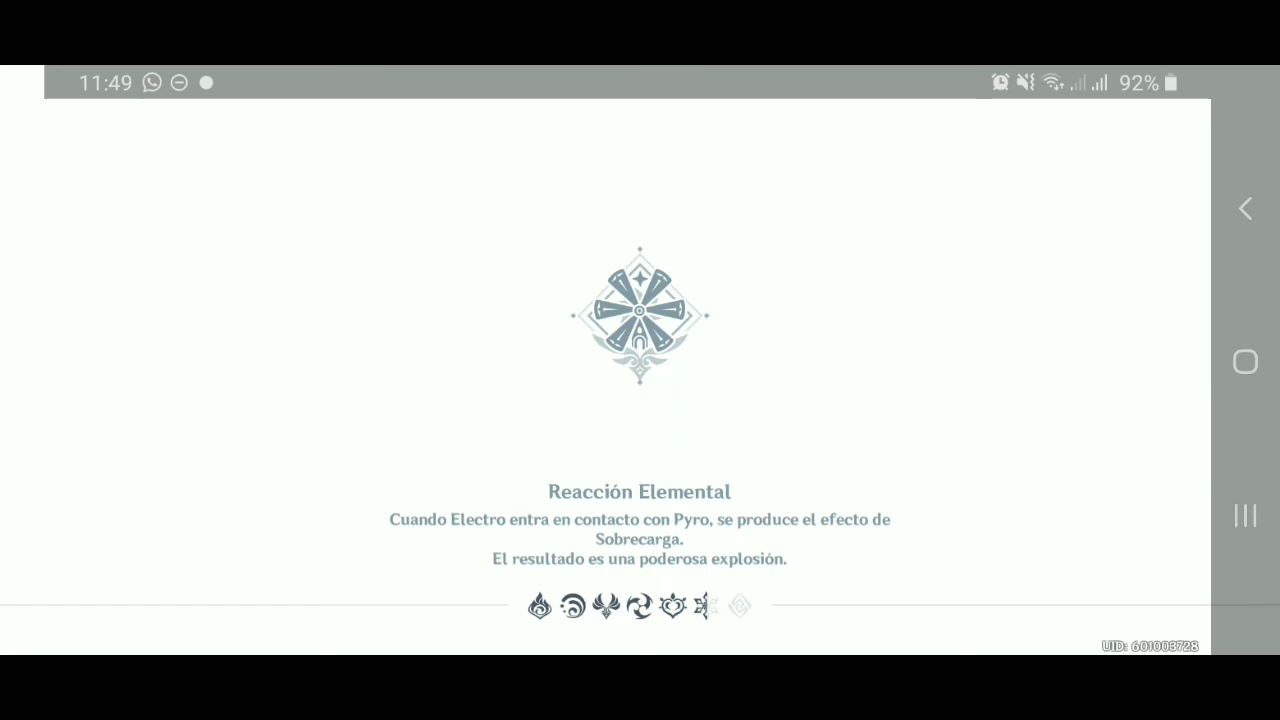 11:49
92%
Reacción Elemental
Cuando Electro entra en contacto con Pyro, se produce el efecto de
Sobrecarga.
El resultado es una poderosa explosión.
UID: 601003728